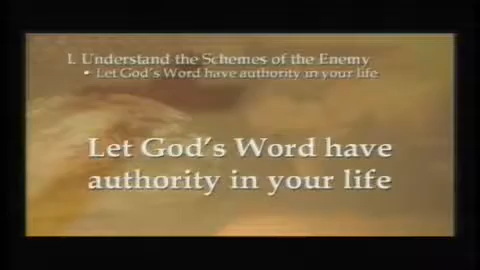 I. Understand the Schemes of the Enemy
• Let God's Word have authority in your life
Let God's Word have
authority in your life